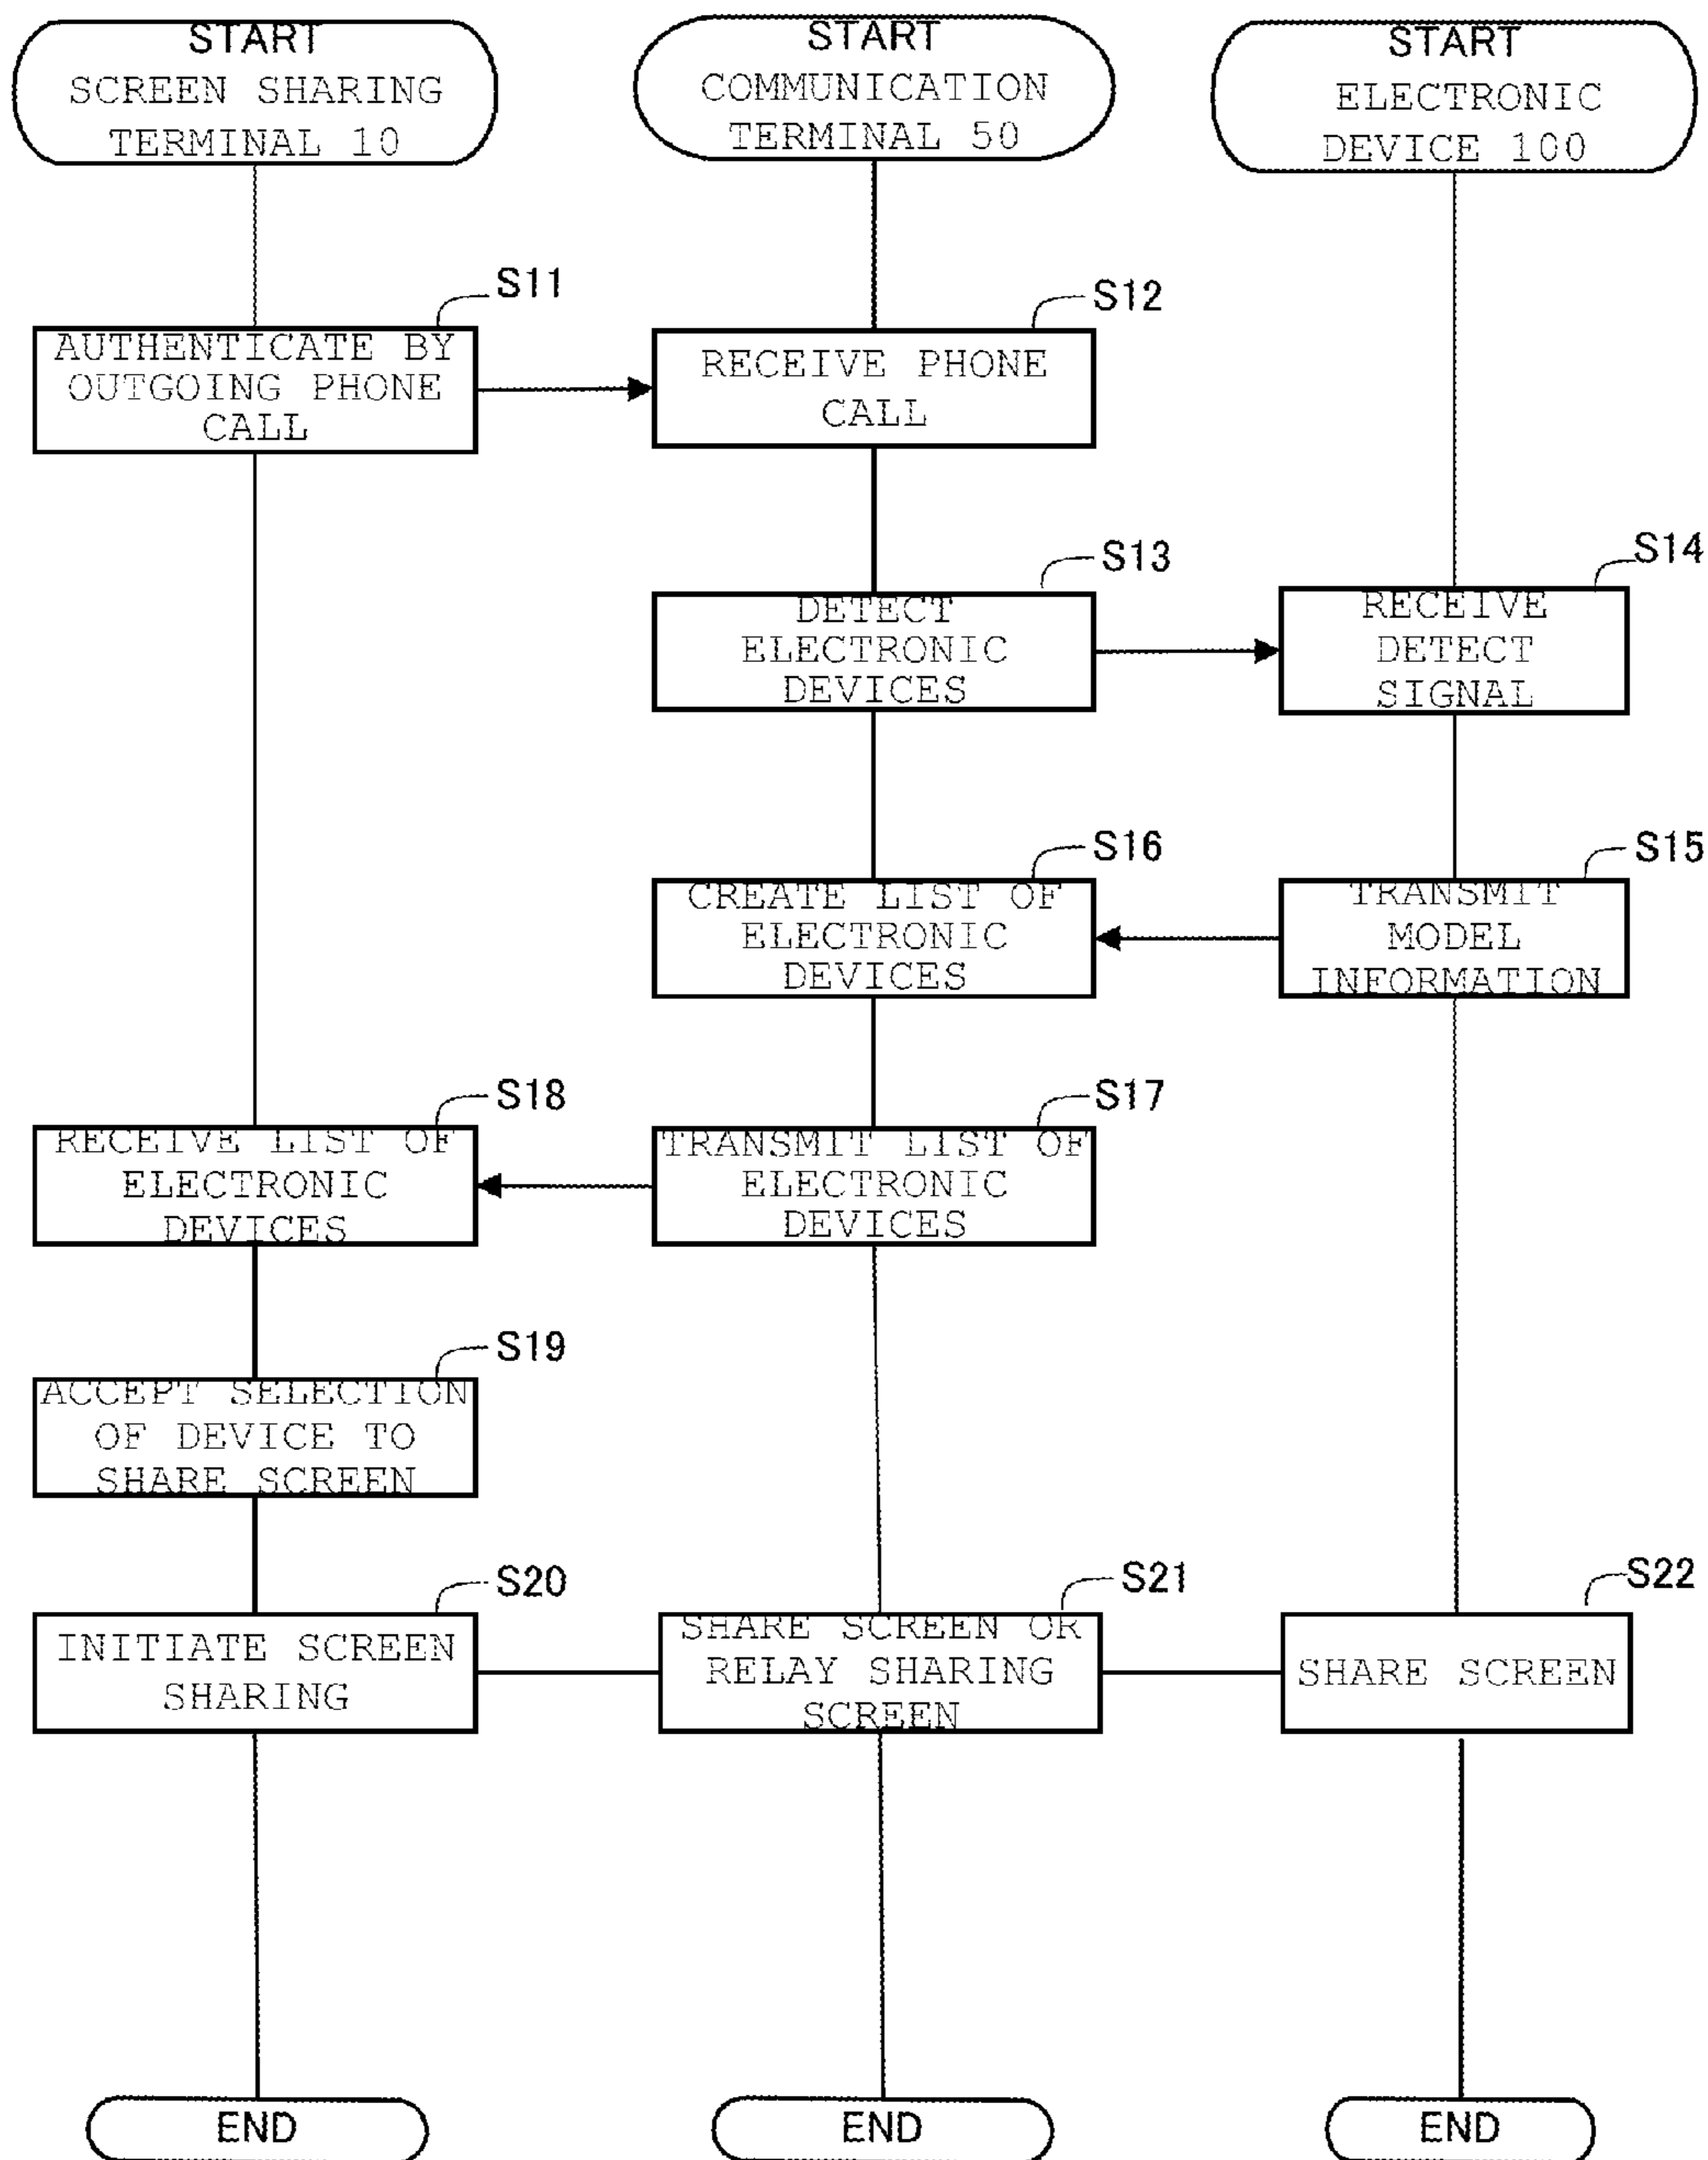 START
SCREEN SHARING
TERMINAL 10
START
COMMUNICATION
TERMINAL 50
START
ELECTRONIC
DEVICE 100
S11
AUTHENTICATE BY
OUTGOING PHONE
CALL
S12
RECEIVE PHONE
CALL
S13
DETECT
ELECTRONIC
DEVICES
S14
RECEIVE
DETECT
SIGNAL
S16
CREATE LIST OF
ELECTRONIC
DEVICES
S15
TRANSMIT
MODEL
INFORMATION
S18
RECEIVE LIST OF
ELECTRONIC
DEVICES
S17
TRANSMIT LIST OF
ELECTRONIC
DEVICES
S19
ACCEPT SELECTION
OF DEVICE TO
SHARE SCREEN
S20
INITIATE SCREEN
SHARING
S21
SHARE SCREEN OR
RELAY SHARING
SCREEN
S22
SHARE SCREEN
END
END
END